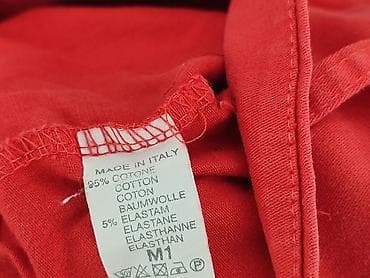 MADE IN ITALY
95% COTONE
COTTON
COTON
BAUMWOLLE
5% ELASTAM
ELASTANE
ELASTHANNE
ELASTHAN
M1